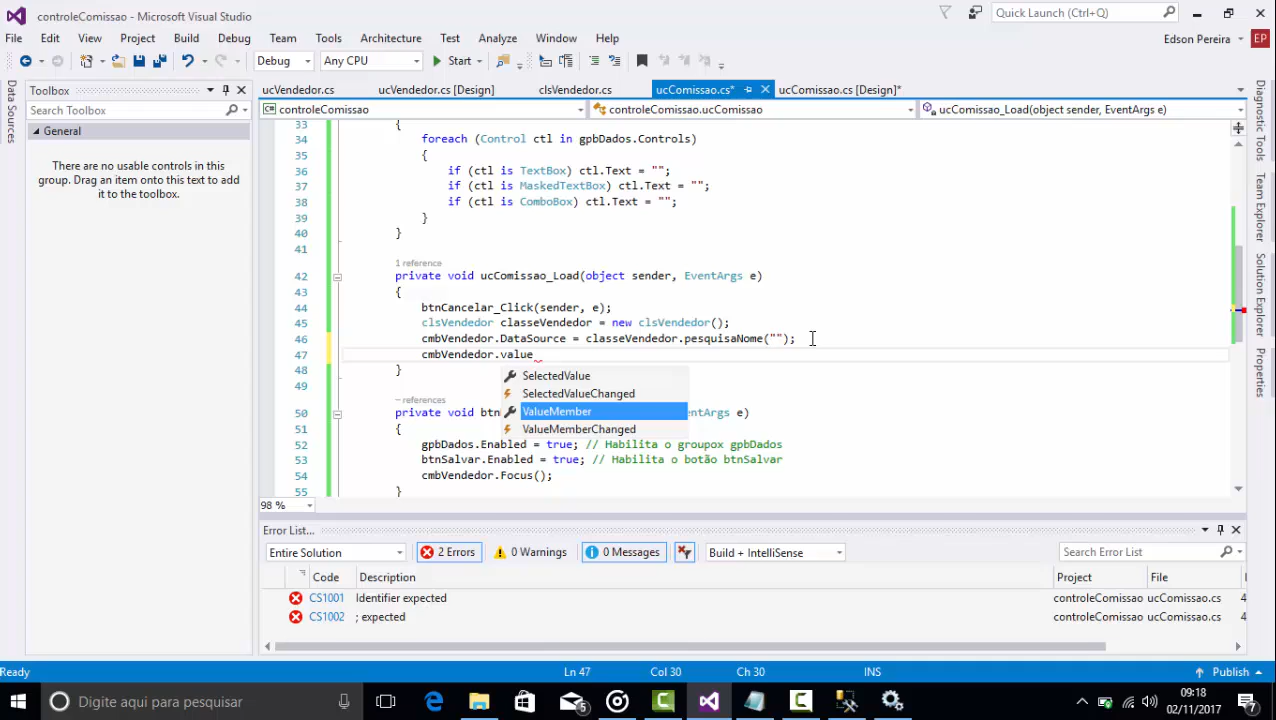 controleComissao - Microsoft Visual Studio
Quick Launch (Ctrl+Q)
File Edit View Project Build Debug Team Tools Architecture Test Analyze Window Help
Edson Pereira EP
Debug Any CPU Start
Data Sources
Toolbox
Search Toolbox
General
There are no usable controls in this
group. Drag an item onto this text to add
it to the toolbox.
ucVendedor.cs ucVendedor.cs [Design] clsVendedor.cs ucComissao.cs* ucComissao.cs [Design]*
controleComissao controleComissao.ucComissao ucComissao_Load(object sender, EventArgs e)
33 {
34 foreach (Control ctl in gpbDados.Controls)
35 {
36 if (ctl is TextBox) ctl.Text = "";
37 if (ctl is MaskedTextBox) ctl.Text = "";
38 if (ctl is ComboBox) ctl.Text = "";
39 }
40 }
41
1 reference
42 private void ucComissao_Load(object sender, EventArgs e)
43 {
44 btnCancelar_Click(sender, e);
45 clsVendedor classeVendedor = new clsVendedor();
46 cmbVendedor.DataSource = classeVendedor.pesquisaNome("");
47 cmbVendedor.value
48 }
SelectedValue
SelectedValueChanged
ValueMember
ValueMemberChanged
49
– references
50 private void btn entArgs e)
51 {
52 gpbDados.Enabled = true; // Habilita o groupox gpbDados
53 btnSalvar.Enabled = true; // Habilita o botão btnSalvar
54 cmbVendedor.Focus();
55 }
98 %
Diagnostic Tools
Team Explorer
Solution Explorer
Properties
Error List...
Entire Solution 2 Errors 0 Warnings 0 Messages Build + IntelliSense Search Error List
Code Description Project File
CS1001 Identifier expected controleComissao ucComissao.cs 4
CS1002 ; expected controleComissao ucComissao.cs 4
Ready Ln 47 Col 30 Ch 30 INS Publish
Digite aqui para pesquisar
5
09:18
02/11/2017
7